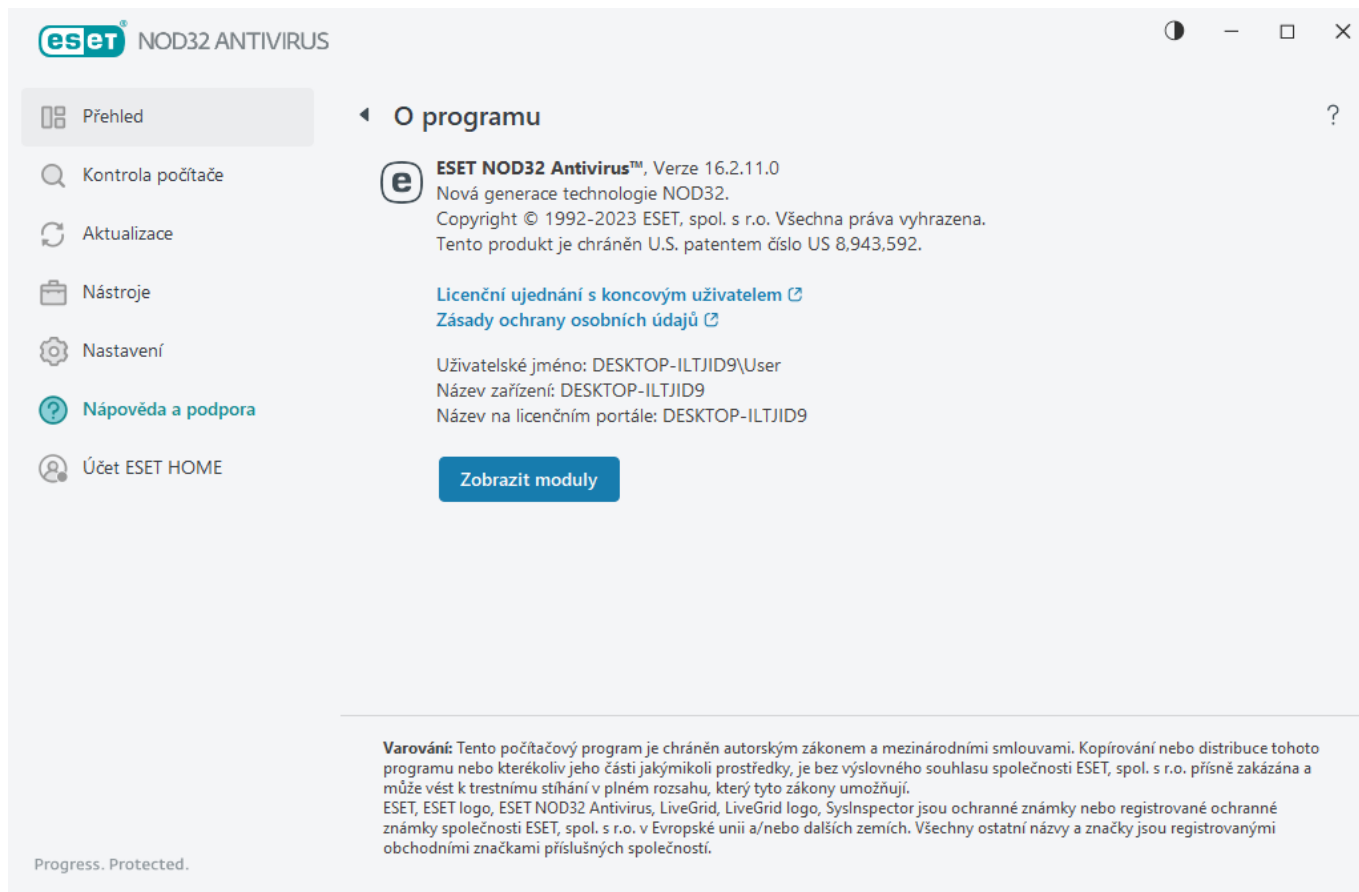 eset® NOD32 ANTIVIRUS
Přehled
Kontrola počítače
Aktualizace
Nástroje
Nastavení
Nápověda a podpora
Účet ESET HOME
Progress. Protected.
O programu
?
e
ESET NOD32 Antivirus™, Verze 16.2.11.0
Nová generace technologie NOD32.
Copyright © 1992-2023 ESET, spol. s r.o. Všechna práva vyhrazena.
Tento produkt je chráněn U.S. patentem číslo US 8,943,592.
Licenční ujednání s koncovým uživatelem
Zásady ochrany osobních údajů
Uživatelské jméno: DESKTOP-ILTJID9\User
Název zařízení: DESKTOP-ILTJID9
Název na licenčním portále: DESKTOP-ILTJID9
Zobrazit moduly
Varování: Tento počítačový program je chráněn autorským zákonem a mezinárodními smlouvami. Kopírování nebo distribuce tohoto
programu nebo kterékoliv jeho části jakýmikoli prostředky, je bez výslovného souhlasu společnosti ESET, spol. s r.o. přísně zakázána a
může vést k trestnímu stíhání v plném rozsahu, který tyto zákony umožňují.
ESET, ESET logo, ESET NOD32 Antivirus, LiveGrid, LiveGrid logo, SysInspector jsou ochranné známky nebo registrované ochranné
známky společnosti ESET, spol. s r.o. v Evropské unii a/nebo dalších zemích. Všechny ostatní názvy a značky jsou registrovanými
obchodními značkami příslušných společností.